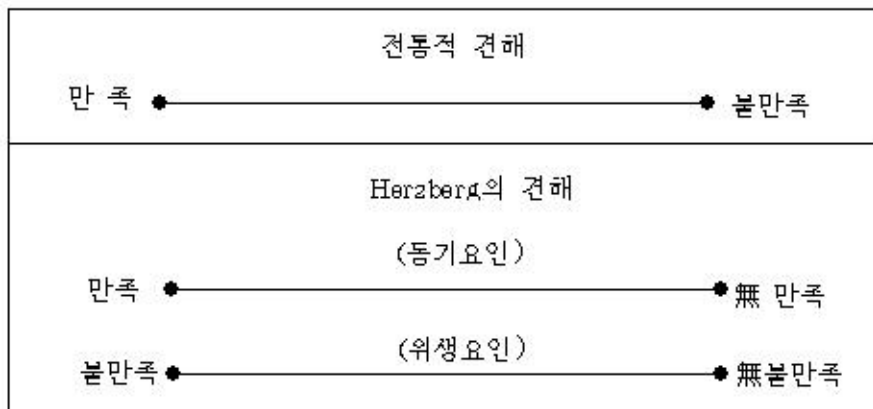 전통적 견해
만 족 불만족
Herzberg의 견해
(동기요인)
만족 無 만족
(위생요인)
불만족 無불만족